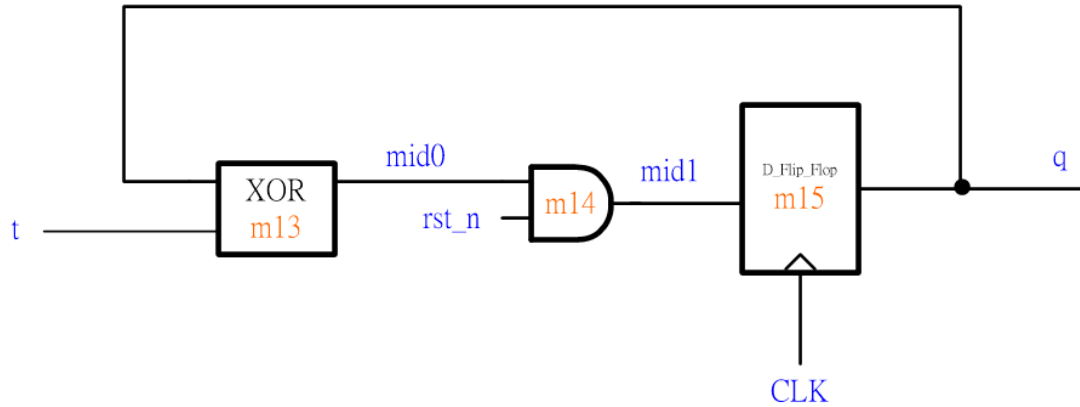 mid0
mid1
D_Flip_Flop
q
XOR
m14
m15
m13
rst_n
t
CLK